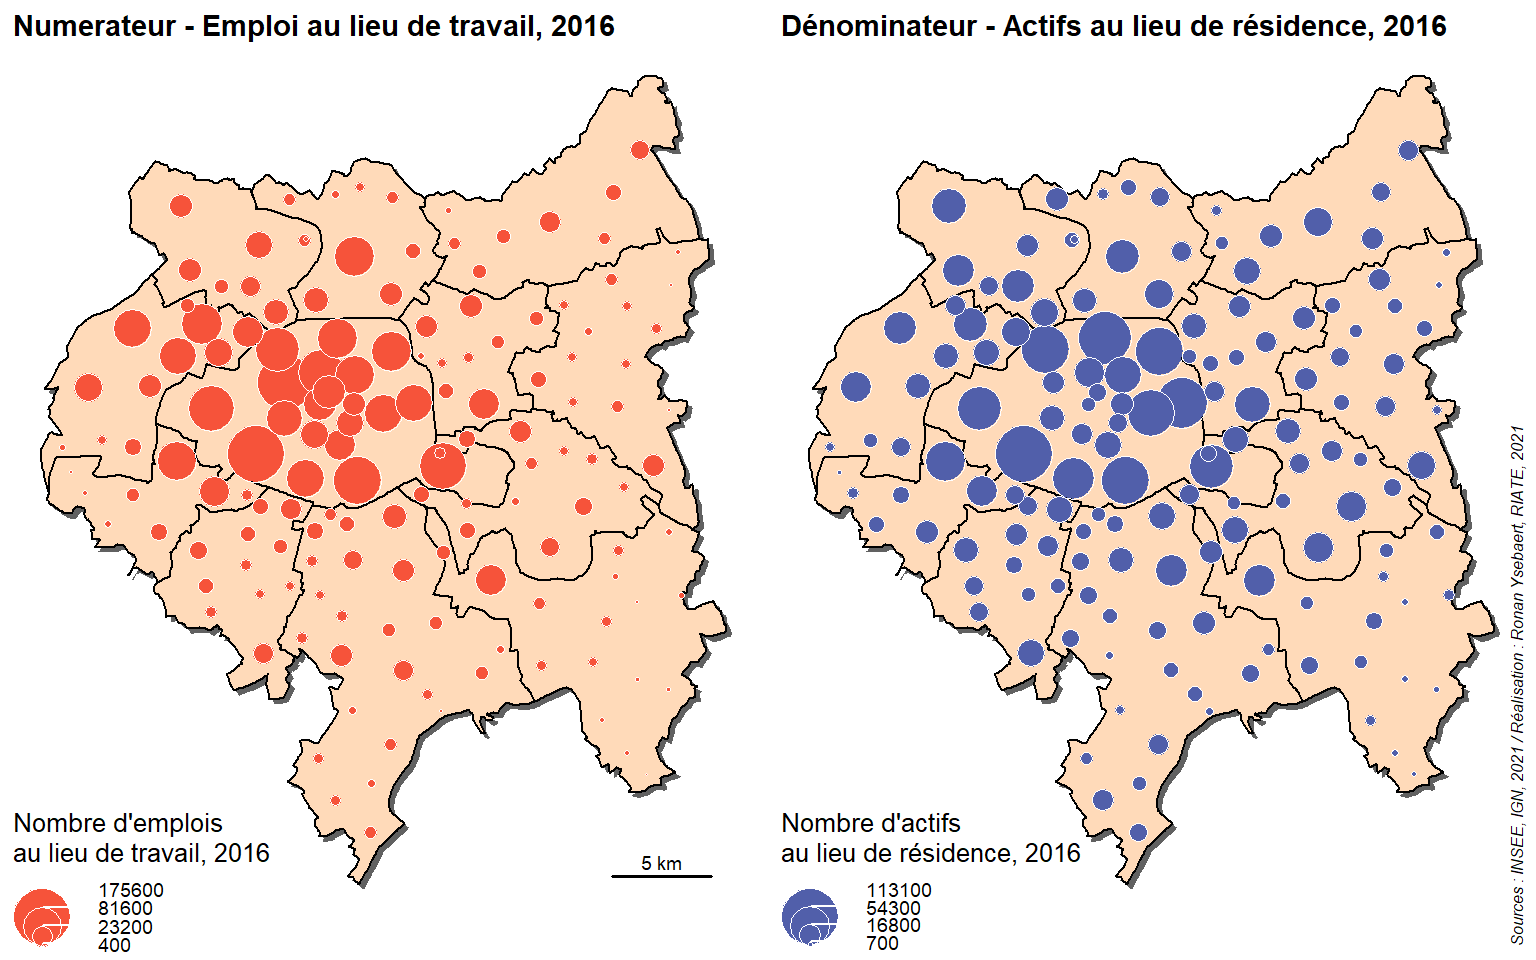 Numerateur - Emploi au lieu de travail, 2016
Dénominateur - Actifs au lieu de résidence, 2016
Nombre d'emplois
au lieu de travail, 2016
175600
81600
23200
400
5 km
Nombre d'actifs
au lieu de résidence, 2016
113100
54300
16800
700
Sources : INSEE, IGN, 2021 / Réalisation : Ronan Ysebaert, RIATE, 2021